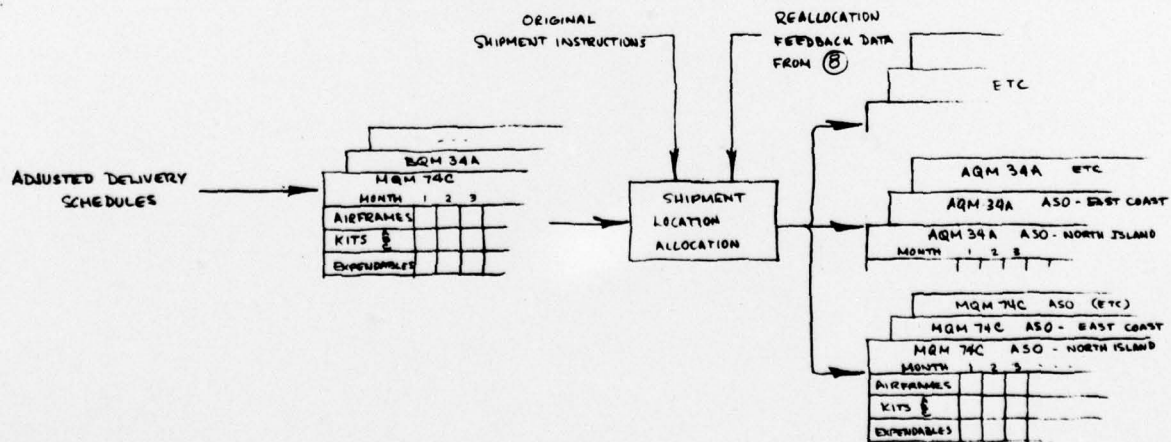 ORIGINAL
SHIPMENT INSTRUCTIONS
REALLOCATION
FEEDBACK DATA
FROM 8
ADJUSTED DELIVERY
SCHEDULES
BQM 34A
MQM 74C
MONTH 1 2 3
AIRFRAMES
KITS
EXPENDABLES
SHIPMENT
LOCATION
ALLOCATION
ETC
AQM 34A ETC
AQM 34A ASO - EAST COAST
AQM 34A ASO - NORTH ISLAND
MONTH 1 2 3
MQM 74C ASO (ETC)
MQM 74C ASO - EAST COAST
MQM 74C ASO - NORTH ISLAND
MONTH 1 2 3 . . .
AIRFRAMES
KITS
EXPENDABLES